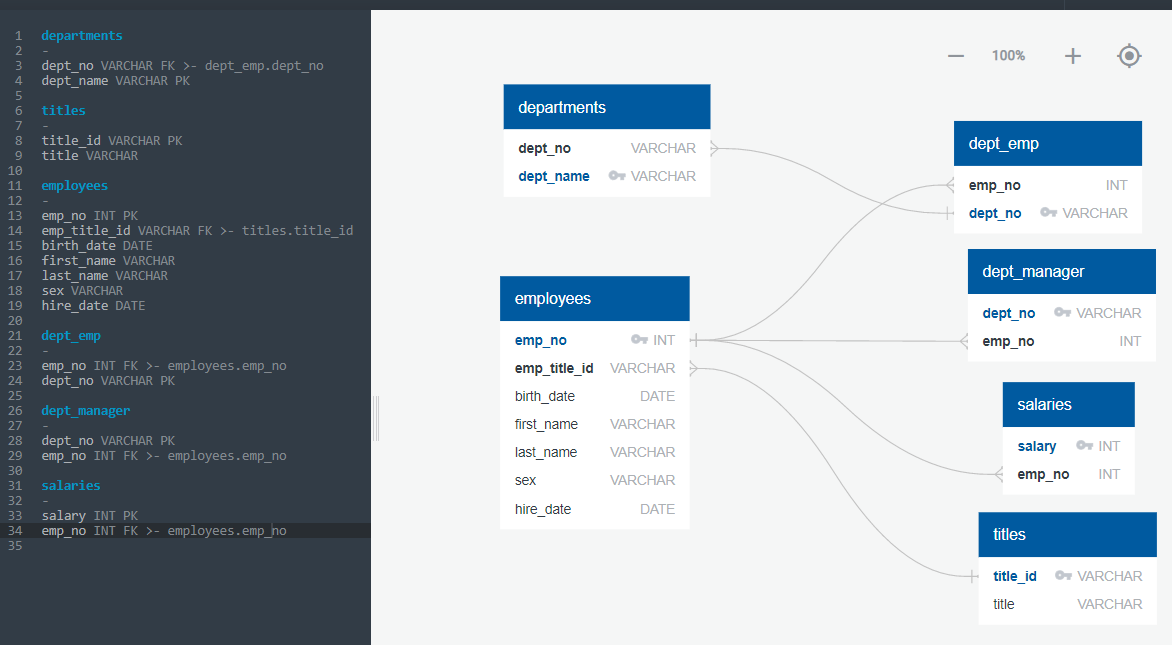 1 departments
2 -
3 dept_no VARCHAR FK >- dept_emp.dept_no
4 dept_name VARCHAR PK
5
6 titles
7 -
8 title_id VARCHAR PK
9 title VARCHAR
10
11 employees
12 -
13 emp_no INT PK
14 emp_title_id VARCHAR FK >- titles.title_id
15 birth_date DATE
16 first_name VARCHAR
17 last_name VARCHAR
18 sex VARCHAR
19 hire_date DATE
20
21 dept_emp
22 -
23 emp_no INT FK >- employees.emp_no
24 dept_no VARCHAR PK
25
26 dept_manager
27 -
28 dept_no VARCHAR PK
29 emp_no INT FK >- employees.emp_no
30
31 salaries
32 -
33 salary INT PK
34 emp_no INT FK >- employees.emp_no
35
100%
departments
dept_no VARCHAR
dept_name VARCHAR
employees
emp_no INT
emp_title_id VARCHAR
birth_date DATE
first_name VARCHAR
last_name VARCHAR
sex VARCHAR
hire_date DATE
dept_emp
emp_no INT
dept_no VARCHAR
dept_manager
dept_no VARCHAR
emp_no INT
salaries
salary INT
emp_no INT
titles
title_id VARCHAR
title VARCHAR